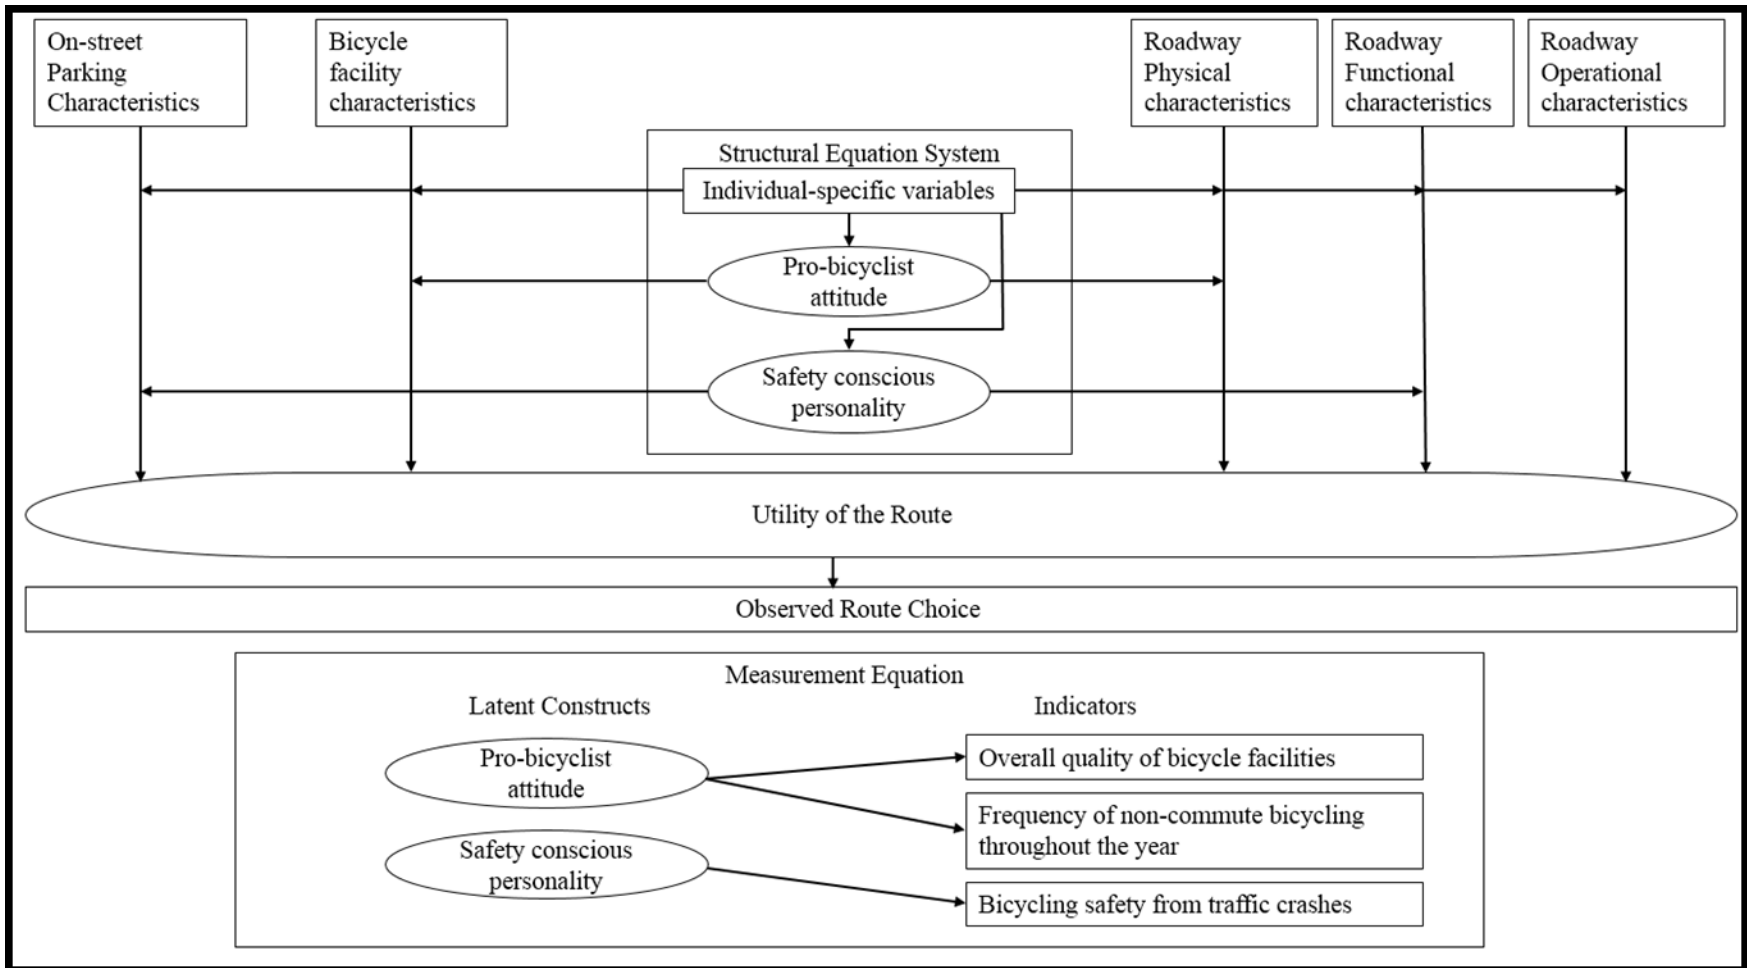 On-street
Parking
Characteristics
Bicycle
facility
characteristics
Roadway
Physical
characteristics
Roadway
Functional
characteristics
Roadway
Operational
characteristics
Structural Equation System
Individual-specific variables
Pro-bicyclist
attitude
Safety conscious
personality
Utility of the Route
Observed Route Choice
Measurement Equation
Latent Constructs
Indicators
Pro-bicyclist
attitude
Overall quality of bicycle facilities
Frequency of non-commute bicycling
throughout the year
Safety conscious
personality
Bicycling safety from traffic crashes